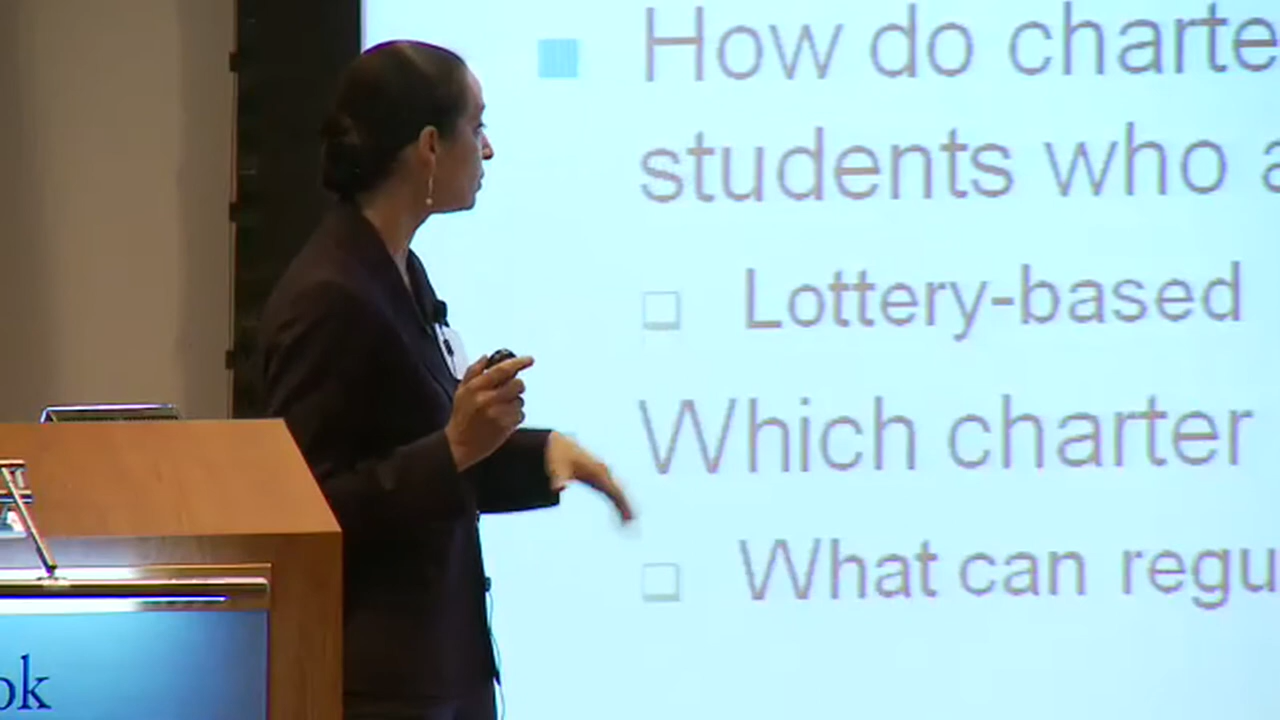 How do charte
students who a
Lottery-based
Which charter
What can regu
ok